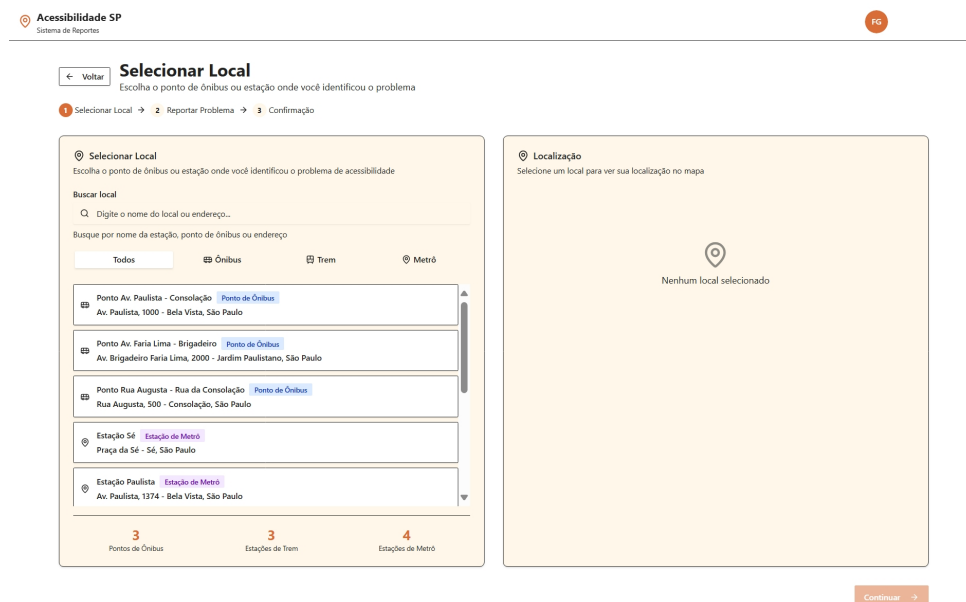 Acessibilidade SP
Sistema de Reportes
FG
Voltar
Selecionar Local
Escolha o ponto de ônibus ou estação onde você identificou o problema
1 Selecionar Local → 2 Reportar Problema → 3 Confirmação
Selecionar Local
Escolha o ponto de ônibus ou estação onde você identificou o problema de acessibilidade
Buscar local
Digite o nome do local ou endereço...
Busque por nome da estação, ponto de ônibus ou endereço
Todos Ônibus Trem Metrô
Ponto Av. Paulista - Consolação Ponto de Ônibus
Av. Paulista, 1000 - Bela Vista, São Paulo
Ponto Av. Faria Lima - Brigadeiro Ponto de Ônibus
Av. Brigadeiro Faria Lima, 2000 - Jardim Paulistano, São Paulo
Ponto Rua Augusta - Rua da Consolação Ponto de Ônibus
Rua Augusta, 500 - Consolação, São Paulo
Estação Sé Estação de Metrô
Praça da Sé - Sé, São Paulo
Estação Paulista Estação de Metrô
Av. Paulista, 1374 - Bela Vista, São Paulo
3 3 4
Pontos de Ônibus Estações de Trem Estações de Metrô
Localização
Selecione um local para ver sua localização no mapa
Nenhum local selecionado
Continuar →